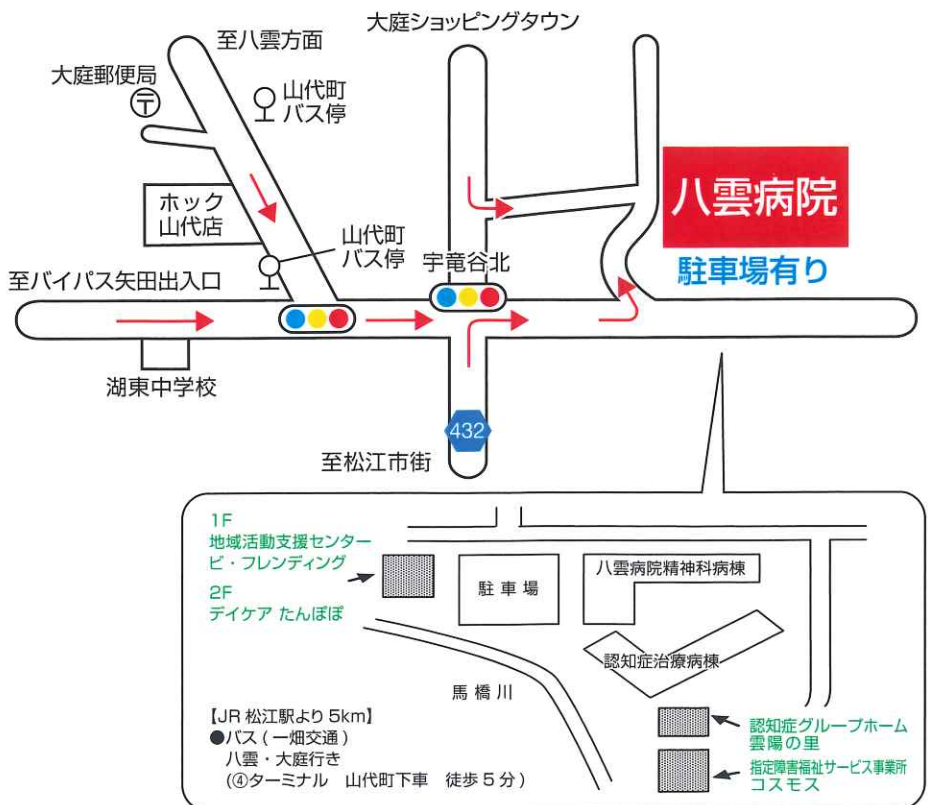 大庭ショッピングタウン
至八雲方面
大庭郵便局
山代町
バス停
八雲病院
ホック
山代店
山代町
バス停
宇竜谷北
駐車場有り
至バイパス矢田出入口
湖東中学校
432
至松江市街
1F
地域活動支援センター
ビ・フレンディング
2F
デイケア たんぽぽ
駐車場
八雲病院精神科病棟
認知症治療病棟
馬橋川
【JR 松江駅より 5km】
●バス ( 一畑交通 )
八雲・大庭行き
(④ターミナル 山代町下車 徒歩 5 分 )
認知症グループホーム
雲陽の里
指定障害福祉サービス事業所
コスモス